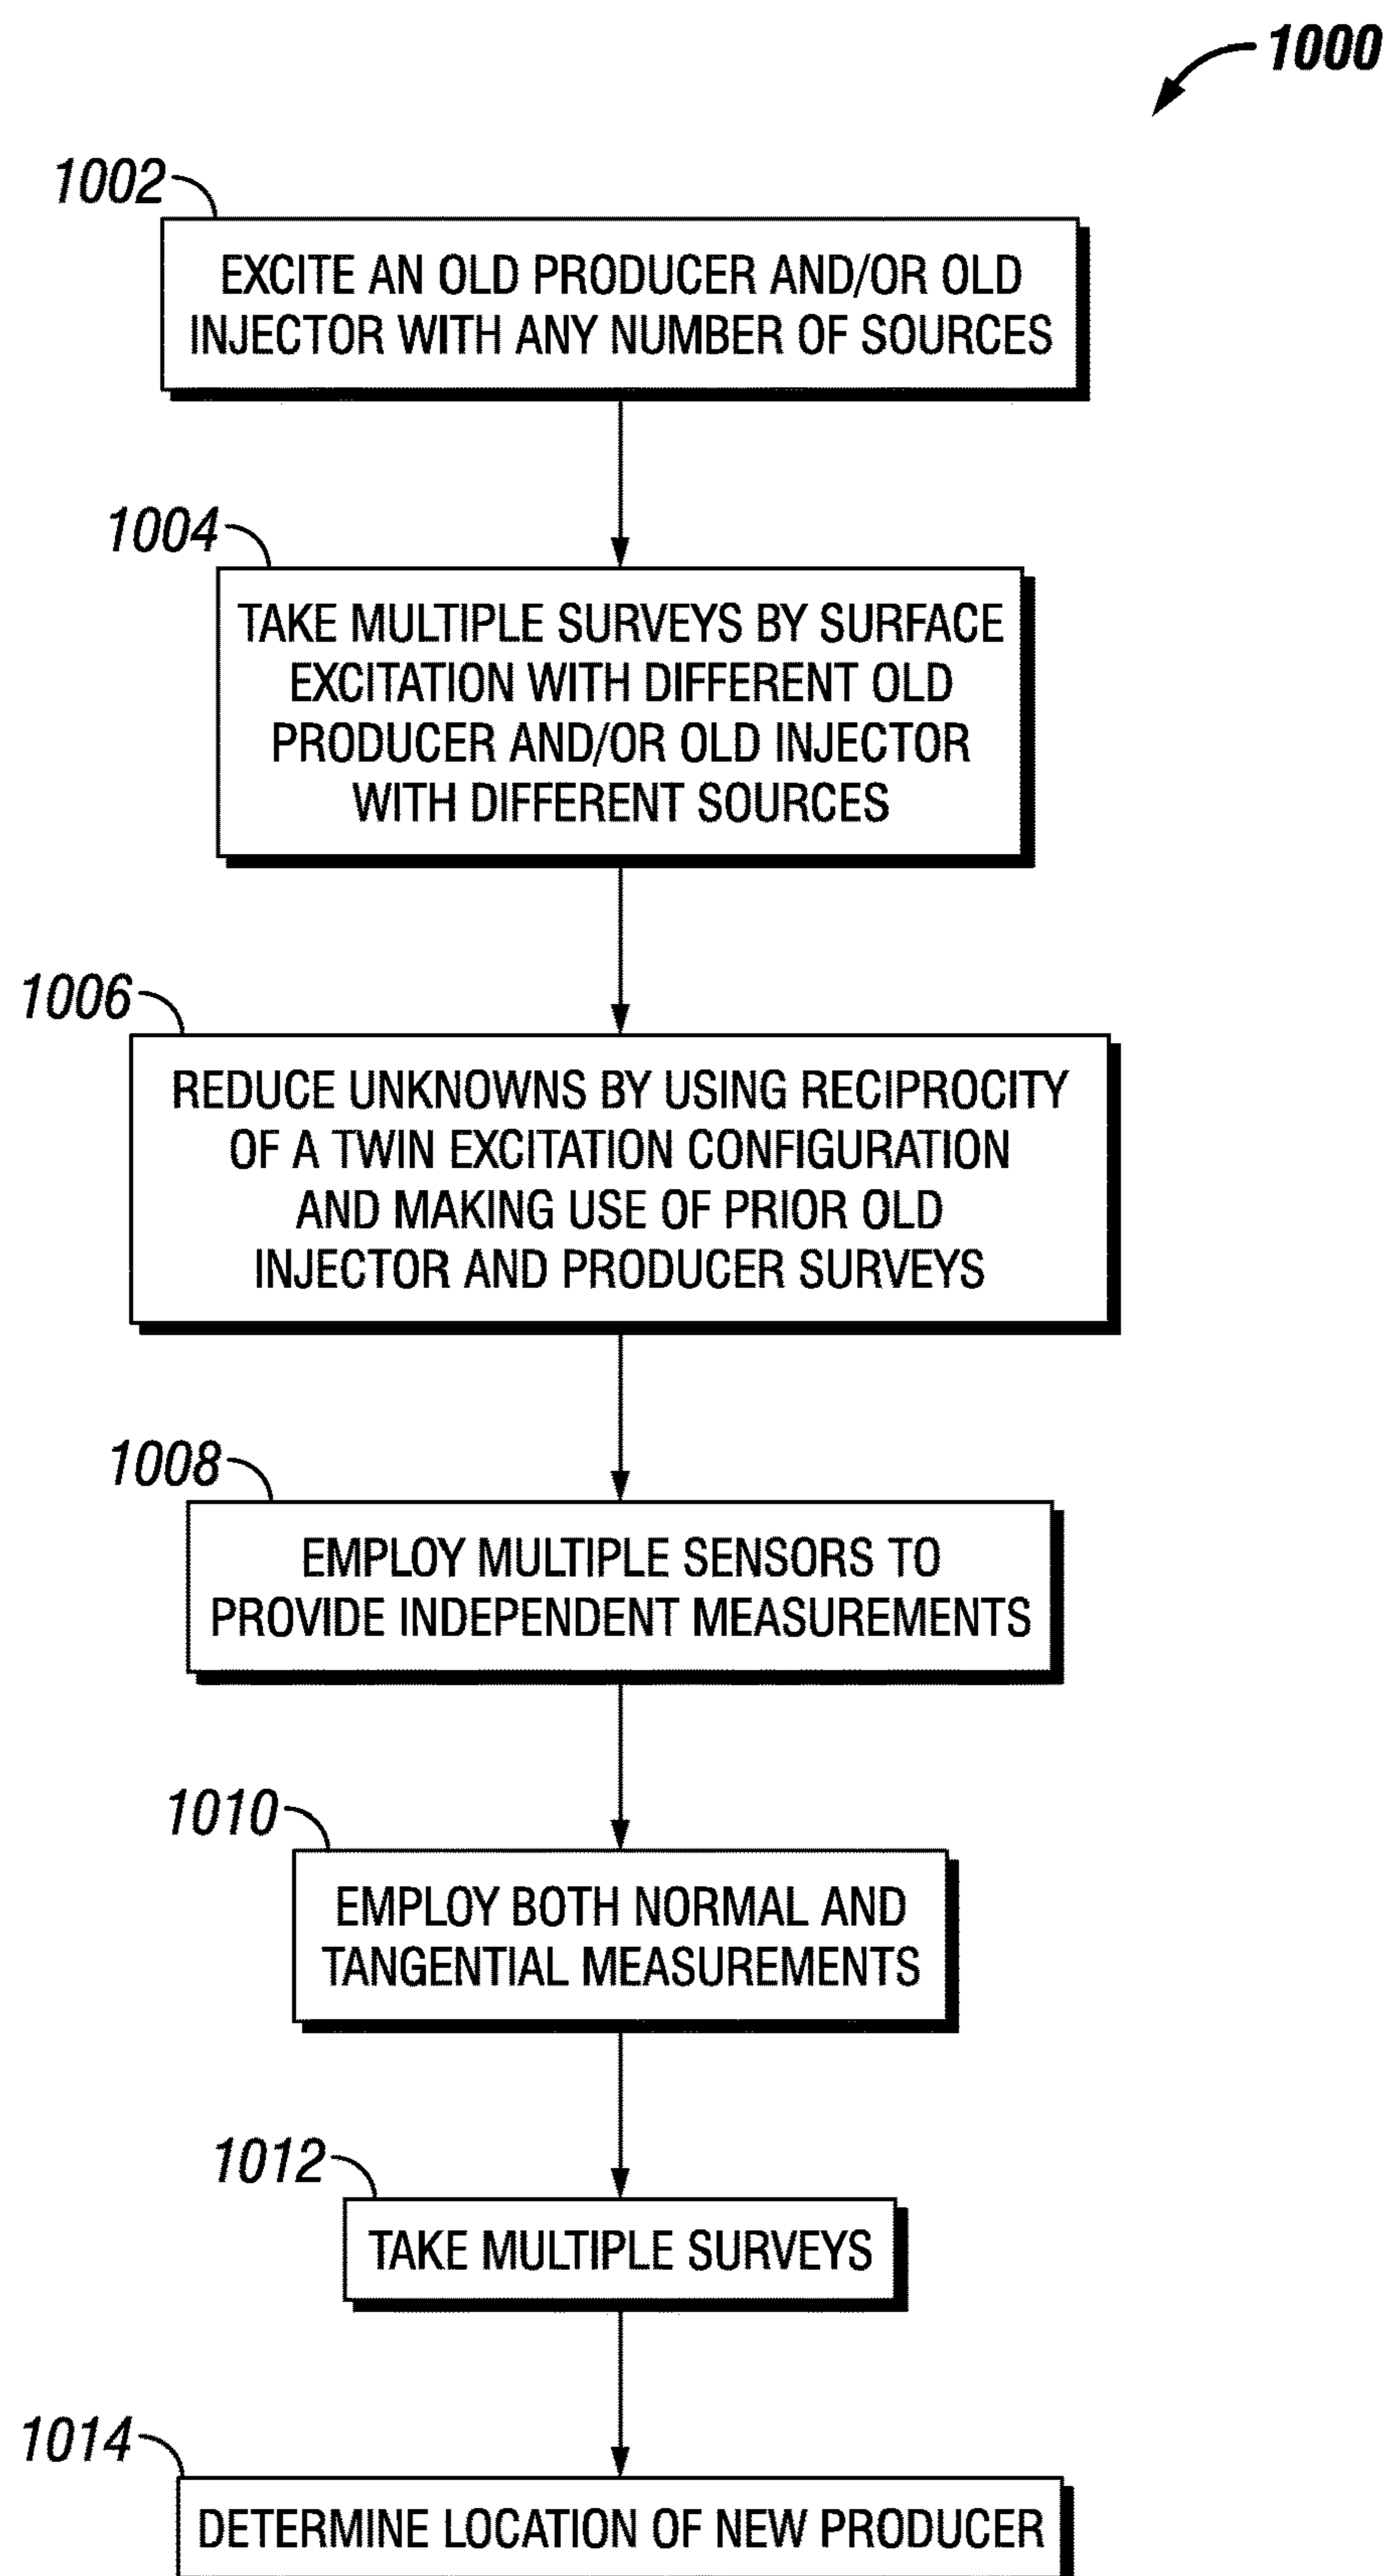 1000
1002
EXCITE AN OLD PRODUCER AND/OR OLD
INJECTOR WITH ANY NUMBER OF SOURCES
1004
TAKE MULTIPLE SURVEYS BY SURFACE
EXCITATION WITH DIFFERENT OLD
PRODUCER AND/OR OLD INJECTOR
WITH DIFFERENT SOURCES
1006
REDUCE UNKNOWNS BY USING RECIPROCITY
OF A TWIN EXCITATION CONFIGURATION
AND MAKING USE OF PRIOR OLD
INJECTOR AND PRODUCER SURVEYS
1008
EMPLOY MULTIPLE SENSORS TO
PROVIDE INDEPENDENT MEASUREMENTS
1010
EMPLOY BOTH NORMAL AND
TANGENTIAL MEASUREMENTS
1012
TAKE MULTIPLE SURVEYS
1014
DETERMINE LOCATION OF NEW PRODUCER